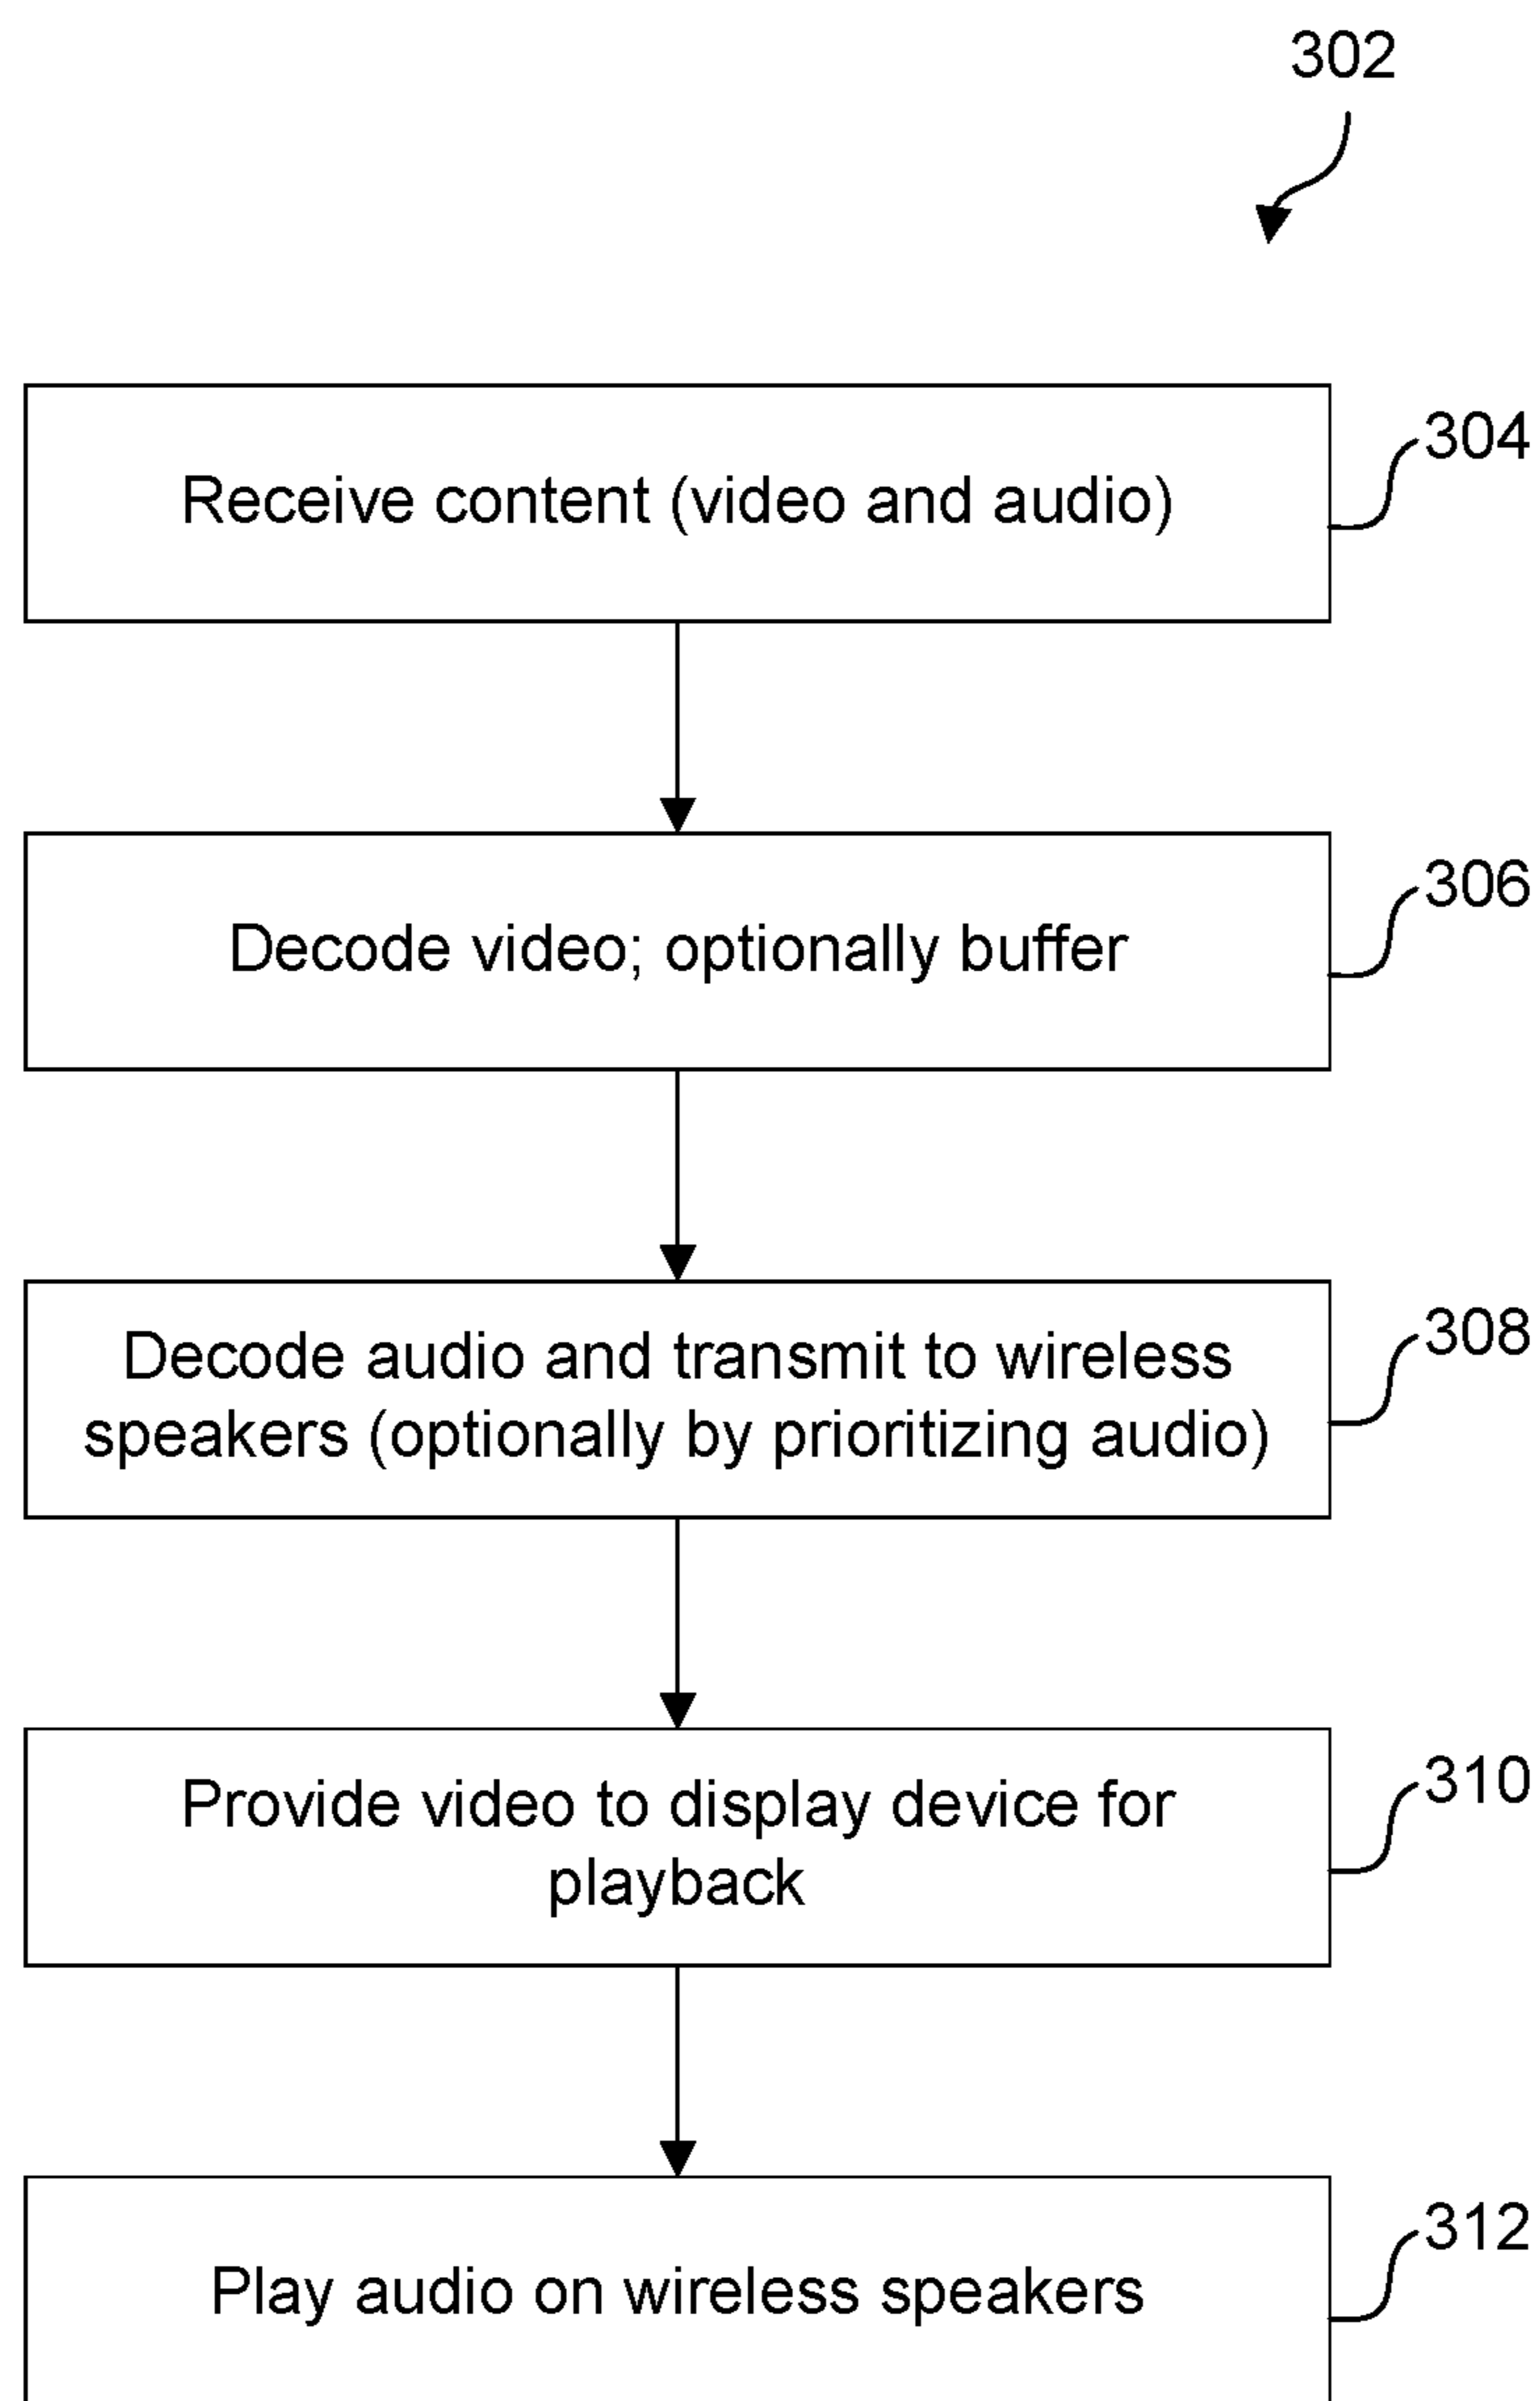 302
Receive content (video and audio)
304
Decode video; optionally buffer
306
Decode audio and transmit to wireless
speakers (optionally by prioritizing audio)
308
Provide video to display device for
playback
310
Play audio on wireless speakers
312